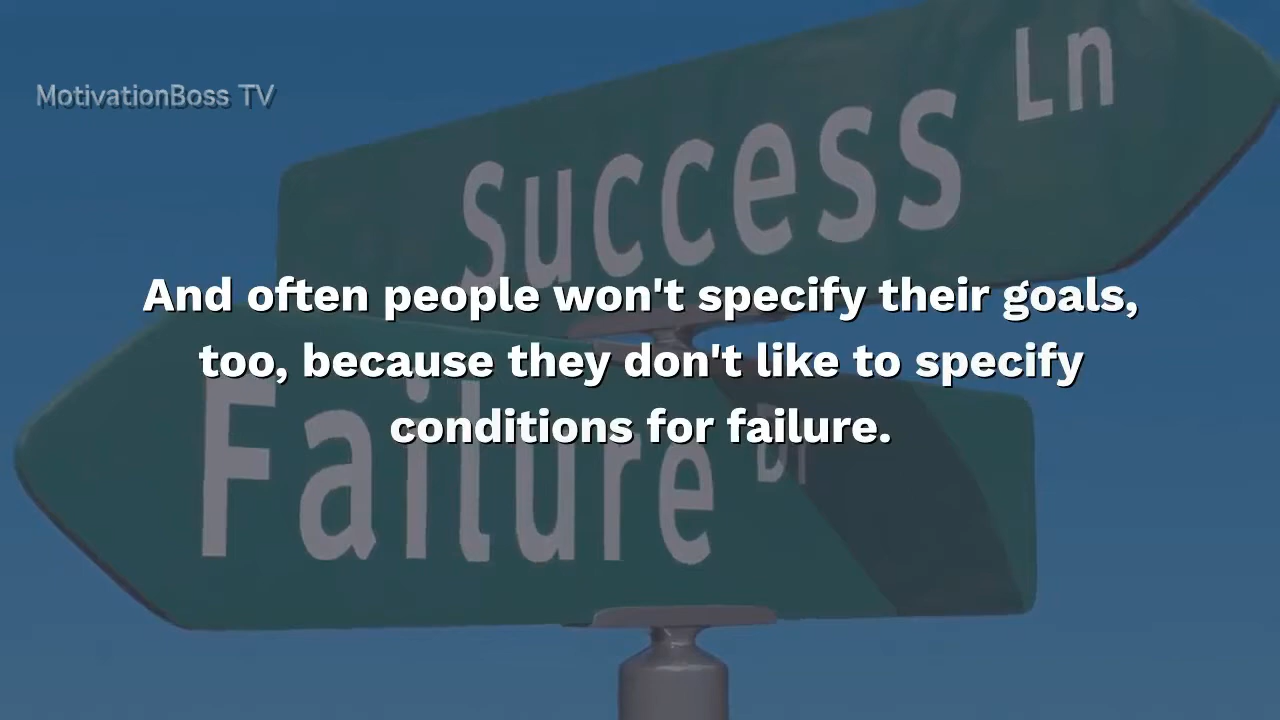 MotivationBoss TV
Success Ln
And often people won't specify their goals,
too, because they don't like to specify
conditions for failure.
Failure Dr